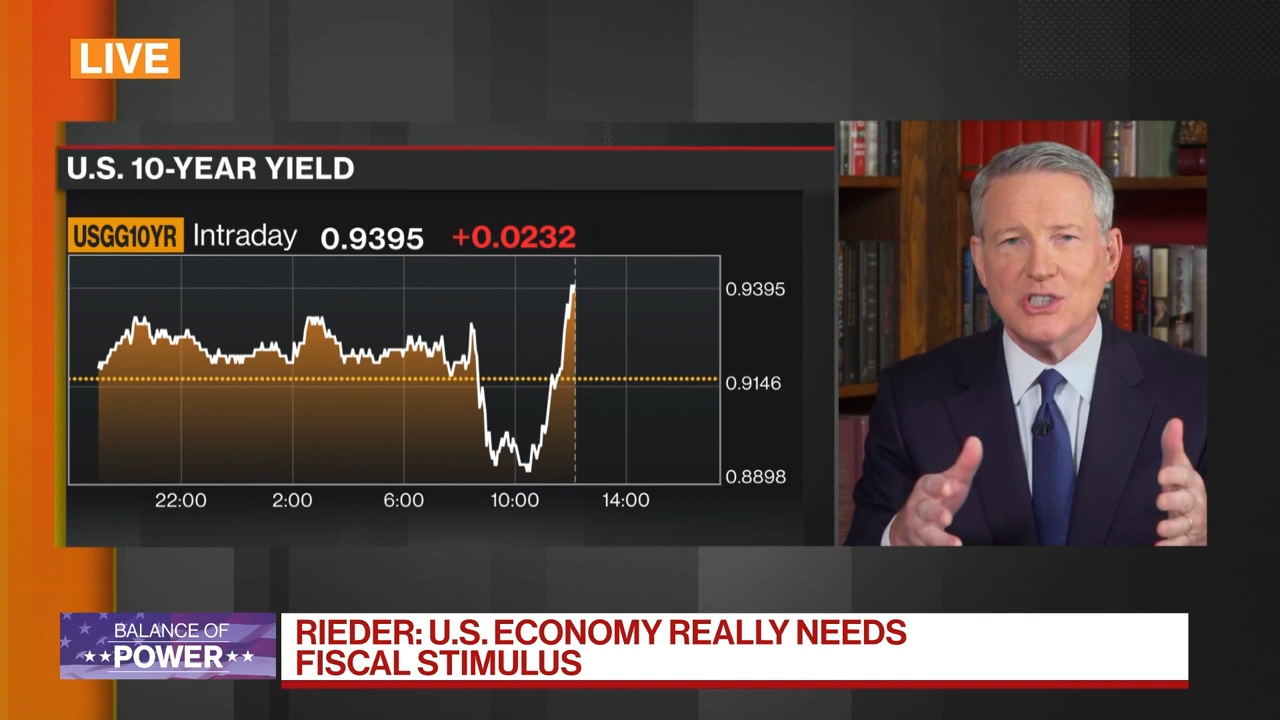 LIVE
U.S. 10-YEAR YIELD
USGG10YR Intraday 0.9395 +0.0232
0.9395
0.9146
0.8898
22:00 2:00 6:00 10:00 14:00
BALANCE OF
POWER
RIEDER: U.S. ECONOMY REALLY NEEDS
FISCAL STIMULUS